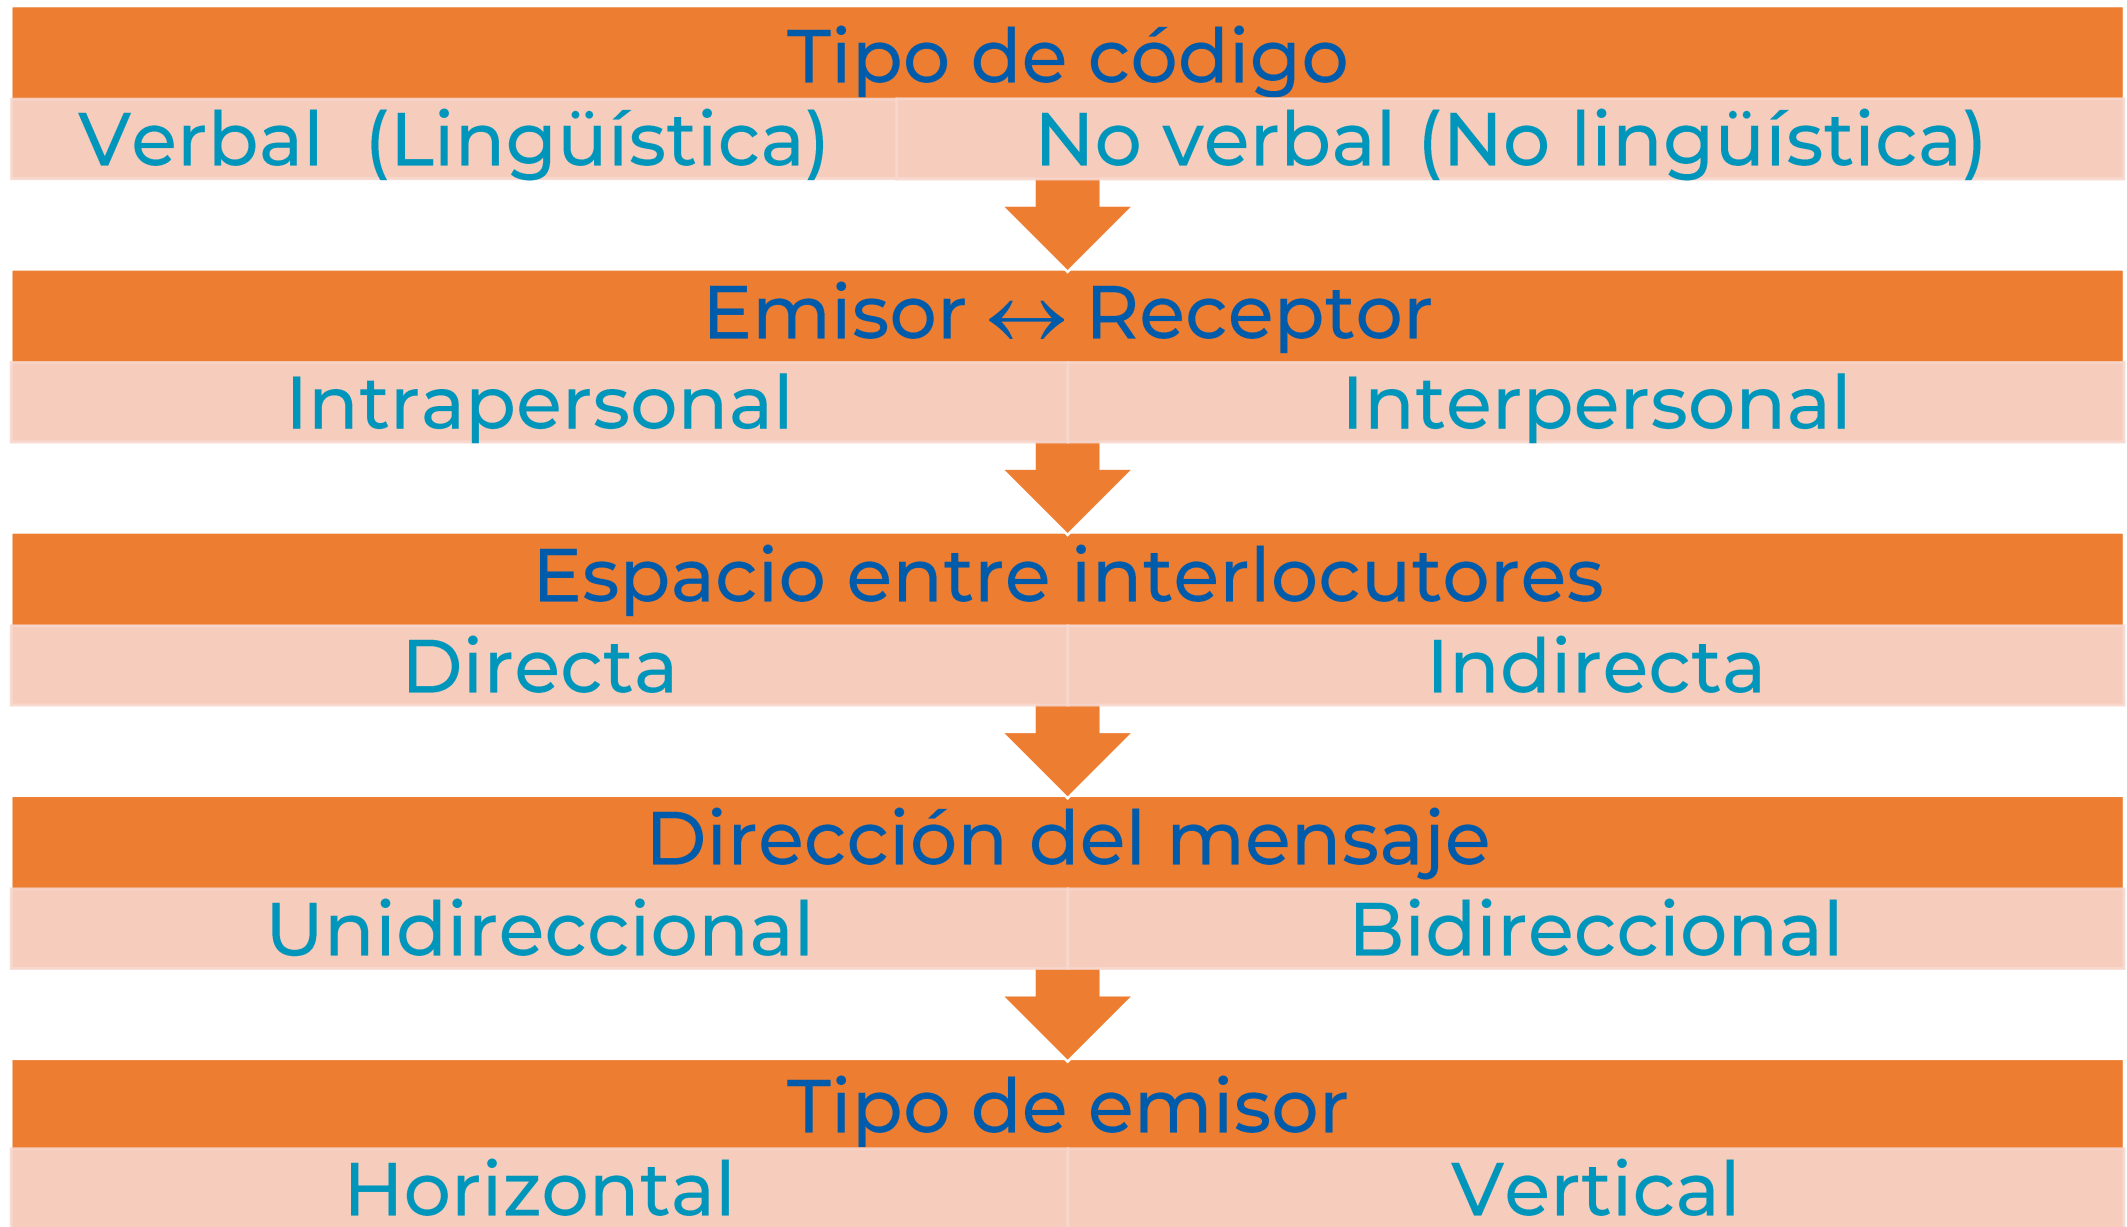 Tipo de código
Verbal  (Lingüística) No verbal (No lingüística)
Emisor ↔ Receptor
Intrapersonal Interpersonal
Espacio entre interlocutores
Directa Indirecta
Dirección del mensaje
Unidireccional Bidireccional
Tipo de emisor
Horizontal Vertical